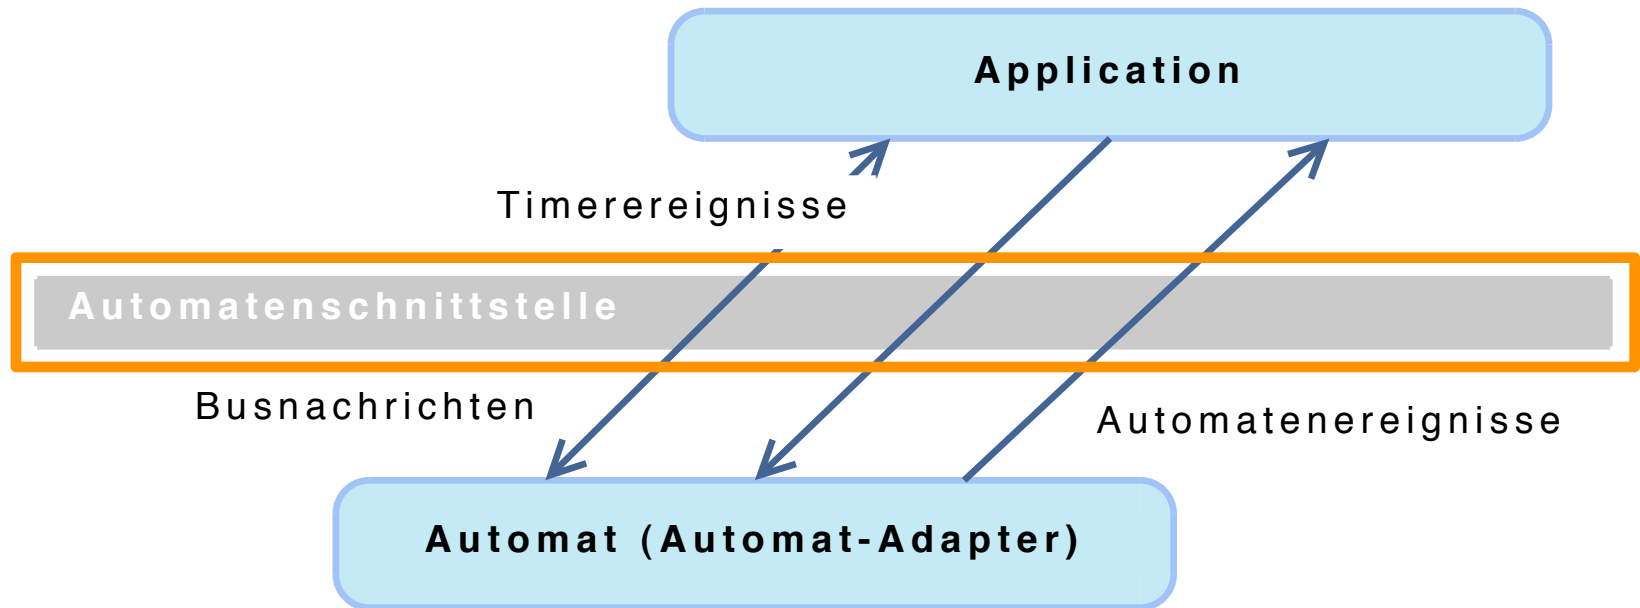 Application
Timerereignisse
Automatenschnittstelle
Busnachrichten
Automatenereignisse
Automat (Automat-Adapter)